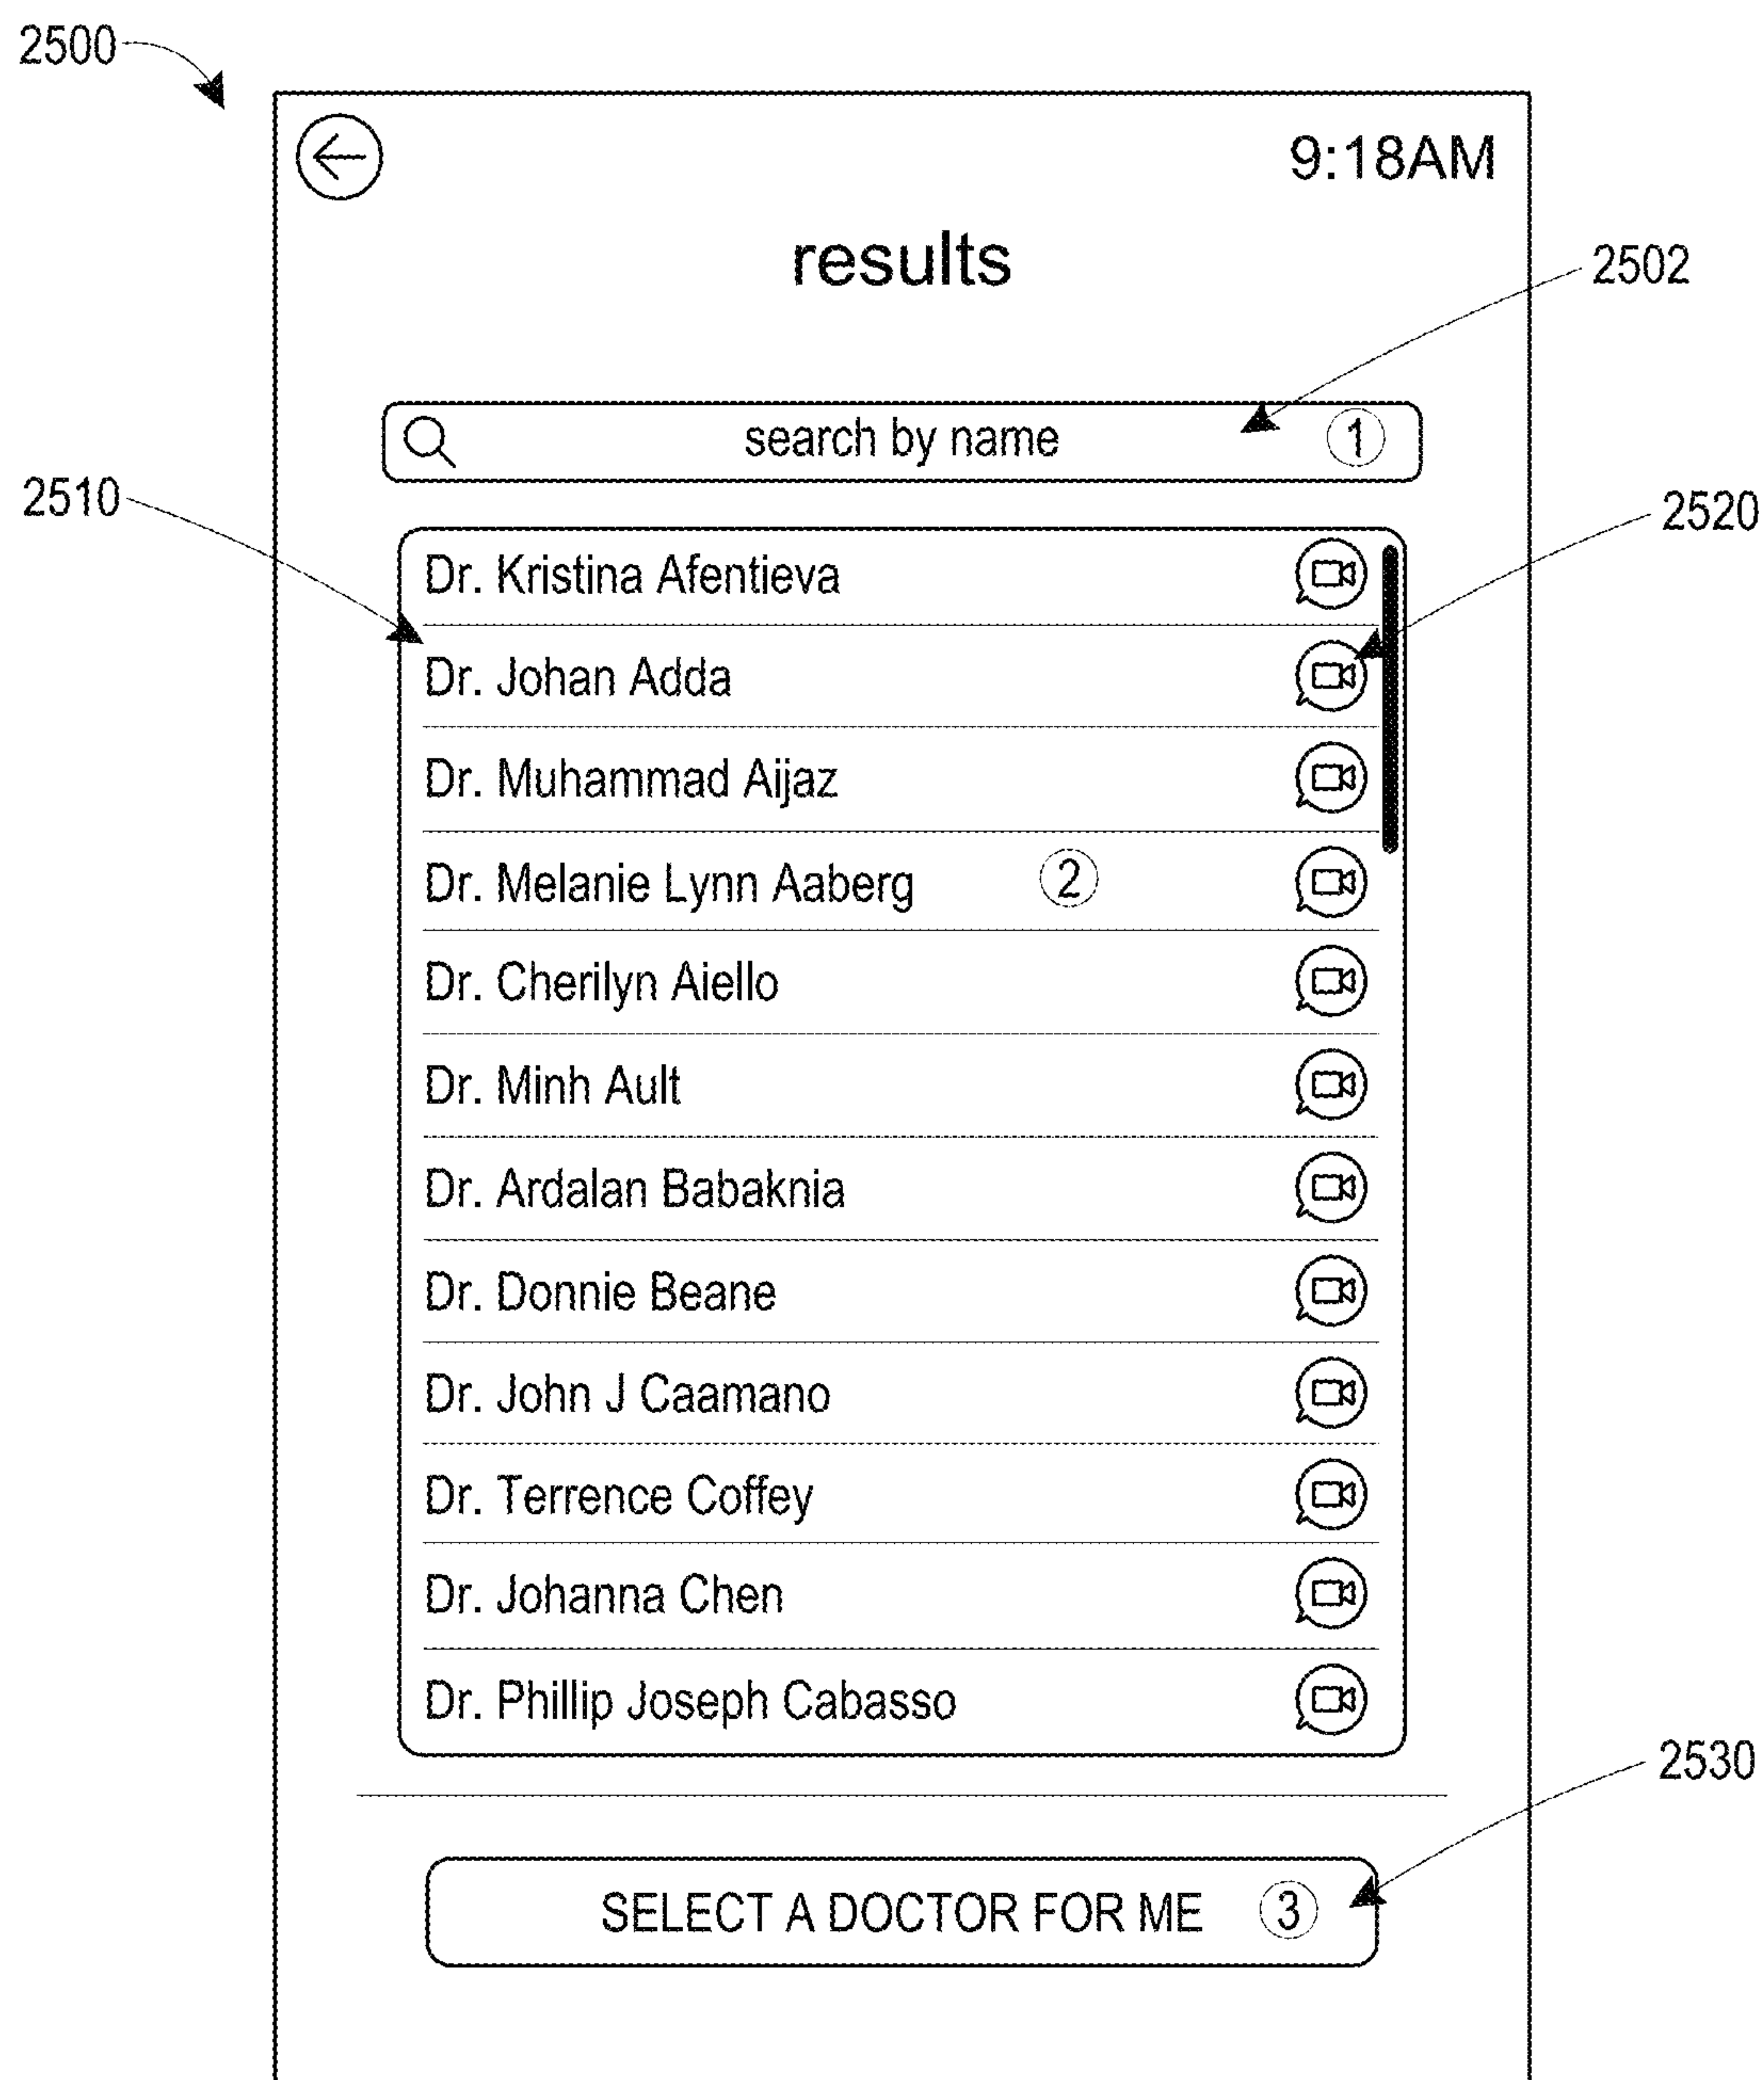 2500
9:18AM
results
2502
search by name 1
2510
2520
Dr. Kristina Afentieva
Dr. Johan Adda
Dr. Muhammad Aijaz
Dr. Melanie Lynn Aaberg 2
Dr. Cherilyn Aiello
Dr. Minh Ault
Dr. Ardalan Babaknia
Dr. Donnie Beane
Dr. John J Caamano
Dr. Terrence Coffey
Dr. Johanna Chen
Dr. Phillip Joseph Cabasso
2530
SELECT A DOCTOR FOR ME 3